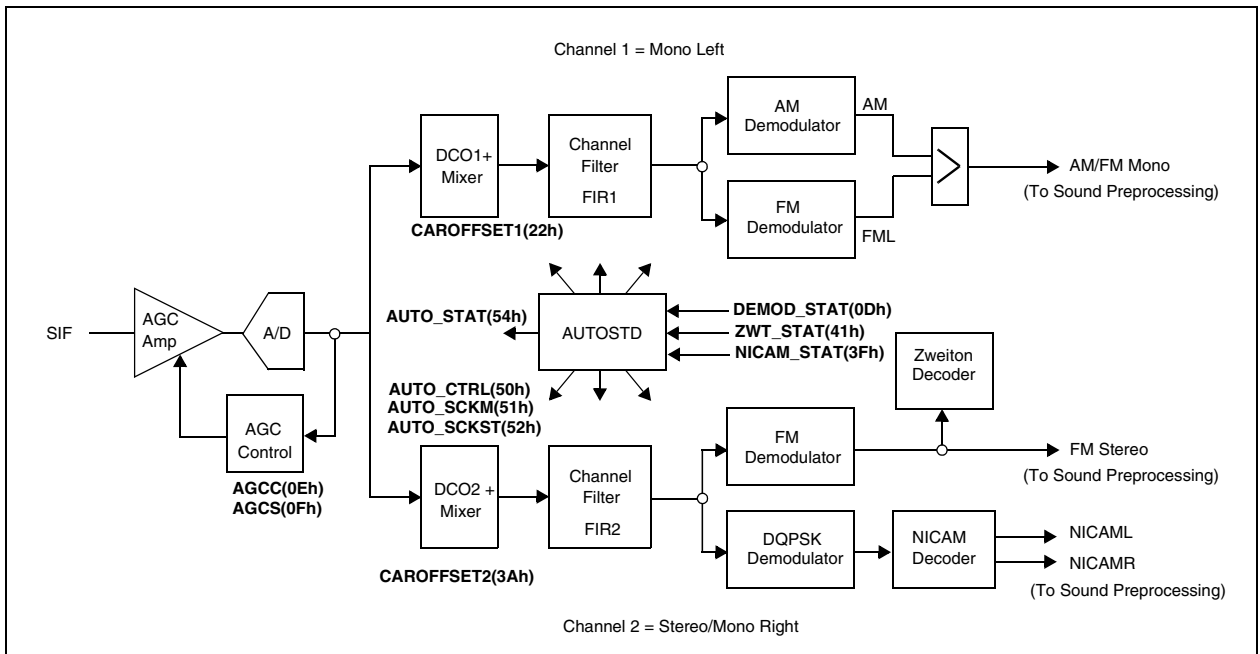 Channel 1 = Mono Left
AM
Demodulator
AM
DCO1+
Mixer
Channel
Filter
FIR1
AM/FM Mono
(To Sound Preprocessing)
FM
Demodulator
FML
CAROFFSET1(22h)
SIF
AGC
Amp
A/D
AUTO_STAT(54h)
AUTOSTD
DEMOD_STAT(0Dh)
ZWT_STAT(41h)
NICAM_STAT(3Fh)
Zweiton
Decoder
AUTO_CTRL(50h)
AUTO_SCKM(51h)
AUTO_SCKST(52h)
AGC
Control
AGCC(0Eh)
AGCS(0Fh)
DCO2 +
Mixer
Channel
Filter
FIR2
FM
Demodulator
FM Stereo
(To Sound Preprocessing)
DQPSK
Demodulator
NICAM
Decoder
NICAML
NICAMR
(To Sound Preprocessing)
CAROFFSET2(3Ah)
Channel 2 = Stereo/Mono Right